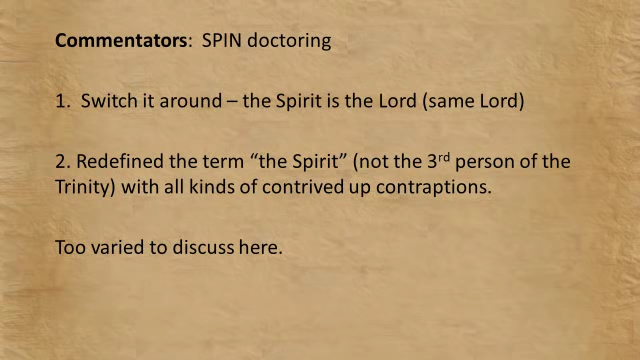 Commentators:  SPIN doctoring
1.  Switch it around – the Spirit is the Lord (same Lord)
2. Redefined the term “the Spirit” (not the 3rd person of the
Trinity) with all kinds of contrived up contraptions.
Too varied to discuss here.